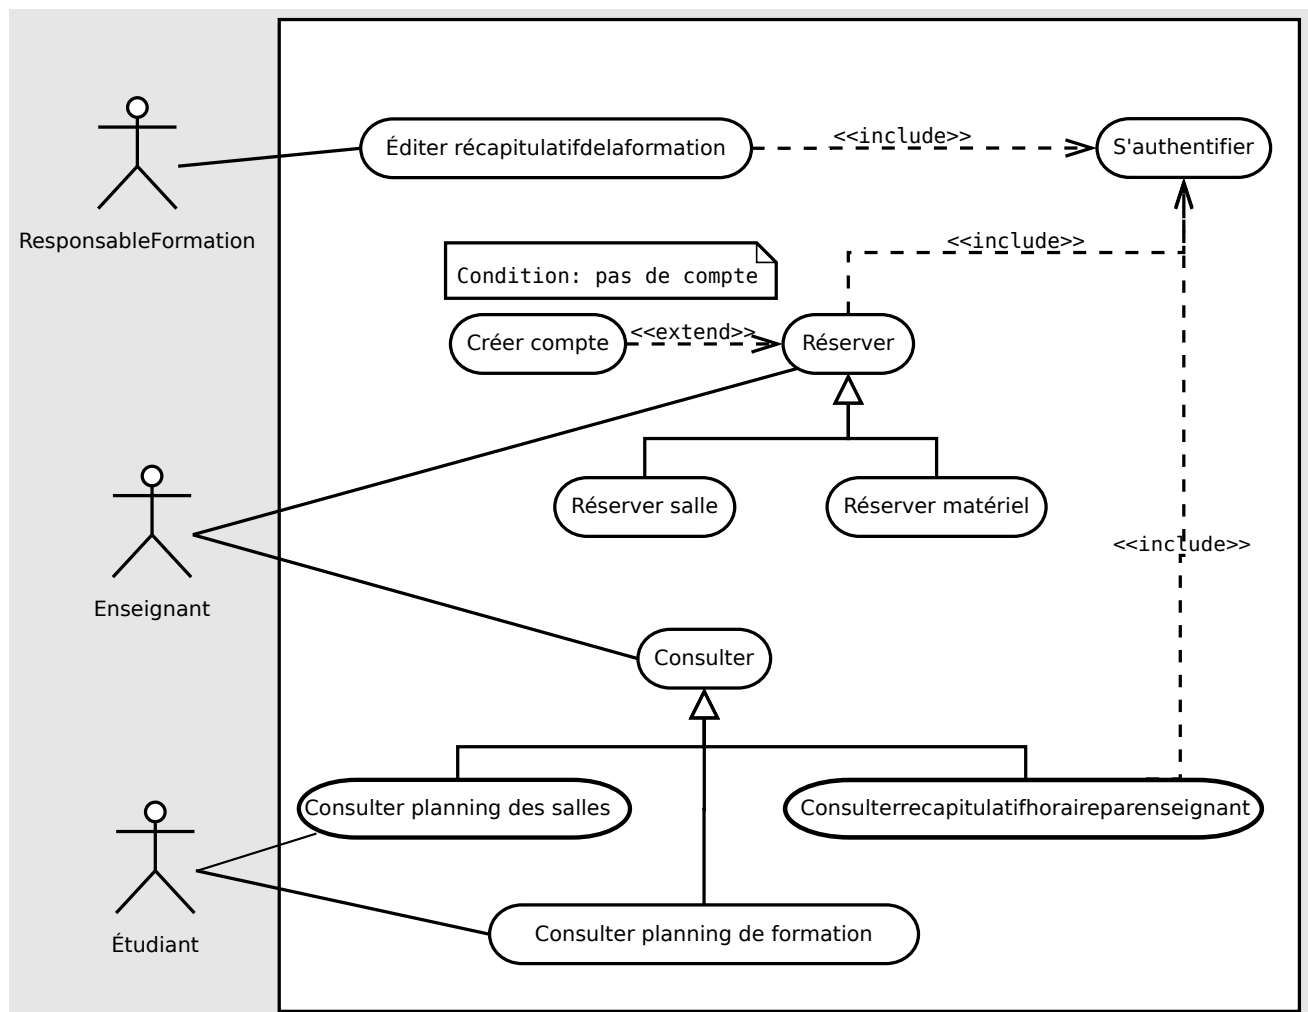 Éditer récapitulatifdelaformation
<<include>>
S'authentifier
ResponsableFormation
<<include>>
Condition: pas de compte
Créer compte
<<extend>>
Réserver
Réserver salle
Réserver matériel
<<include>>
Enseignant
Consulter
Consulter planning des salles
Consulterrecapitulatifhoraireparenseignant
Consulter planning de formation
Étudiant